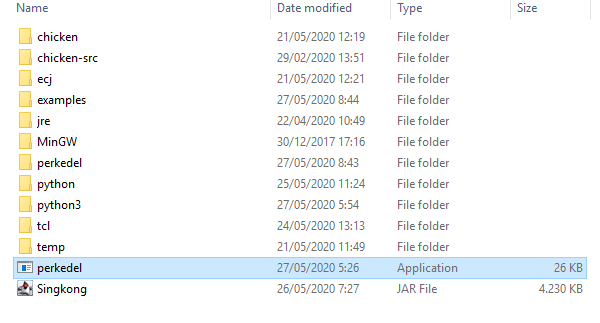 Name Date modified Type Size
chicken 21/05/2020 12:19 File folder
chicken-src 29/02/2020 13:51 File folder
ecj 21/05/2020 12:21 File folder
examples 27/05/2020 8:44 File folder
jre 22/04/2020 10:49 File folder
MinGW 30/12/2017 17:16 File folder
perkedel 27/05/2020 8:43 File folder
python 25/05/2020 11:24 File folder
python3 27/05/2020 5:54 File folder
tcl 24/05/2020 13:13 File folder
temp 21/05/2020 11:49 File folder
perkedel 27/05/2020 5:26 Application 26 KB
Singkong 26/05/2020 7:27 JAR File 4.230 KB